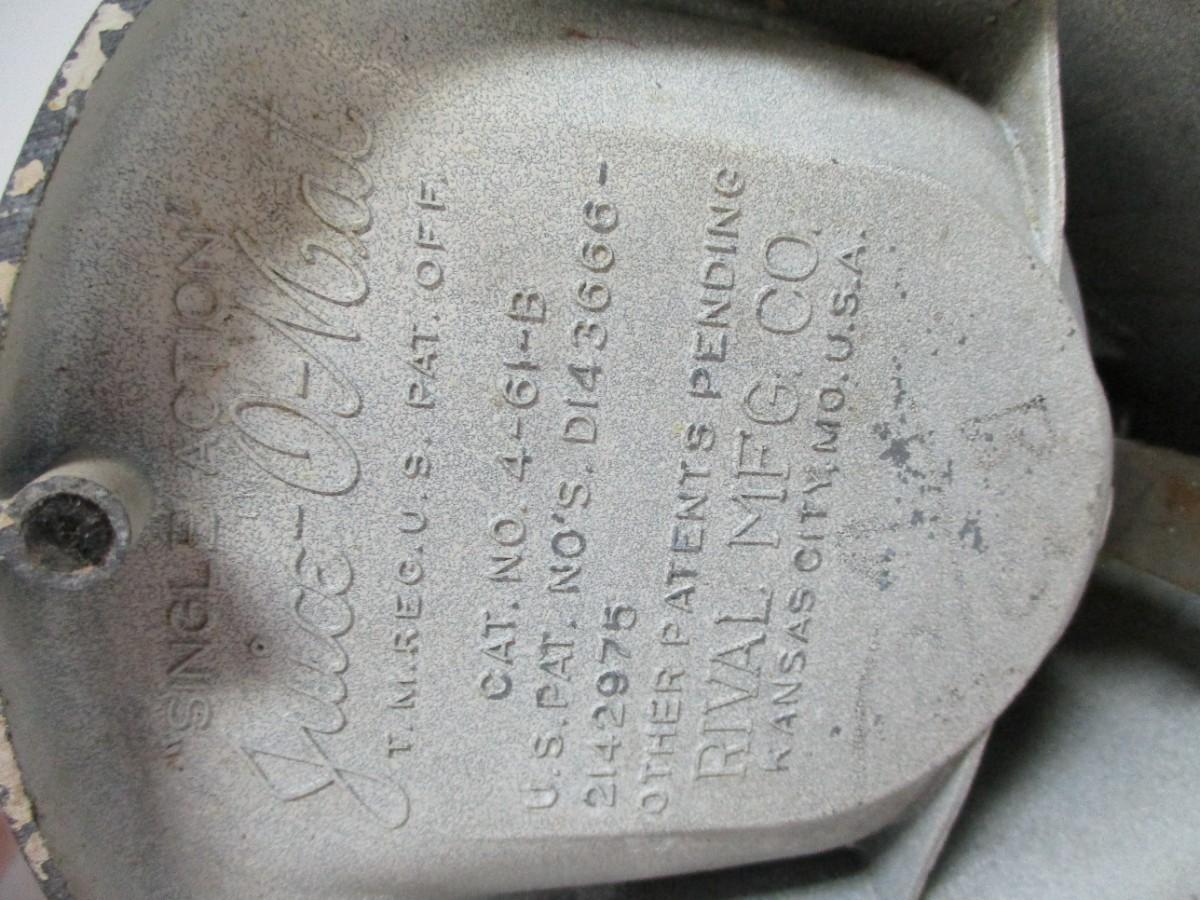 "SINGLE ACTION"
Juice-O-Mat
T.M.REG.U.S. PAT. OFF.
CAT. NO. 4-61-B
U.S. PAT. NO'S. D143666-
2142975
OTHER PATENTS PENDING
RIVAL MFG. CO.
KANSAS CITY, MO. U.S.A.